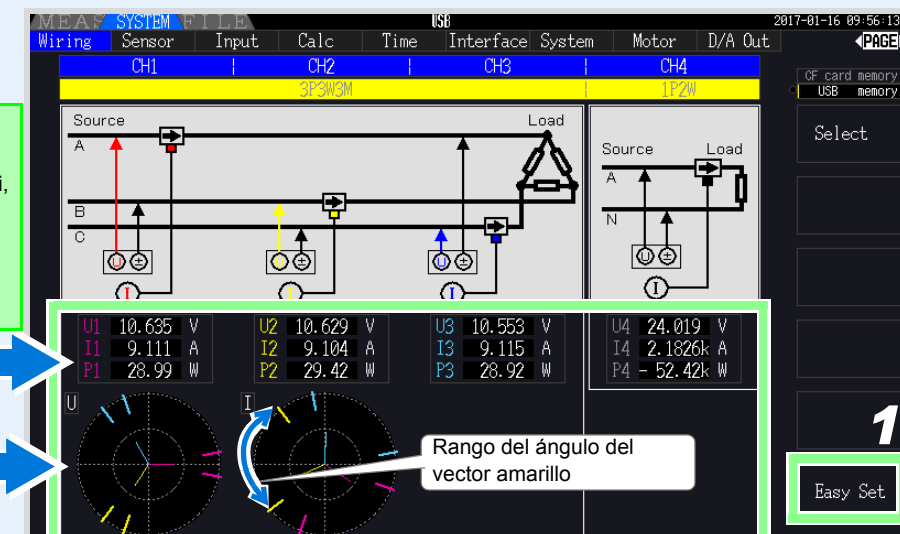 MEAS SYSTEM FILE USB 2017-01-16 09:56:13
Wiring Sensor Input Calc Time Interface System Motor D/A Out PAGE
CH1 CH2 CH3 CH4
3P3W3M 1P2W
CF card memory
USB memory
Select
Source Load
A
B
C
U ± U ± U ±
I I I
Source Load
A
N
U ±
I
i,
U1 10.635 V
I1 9.111 A
P1 28.99 W
U2 10.629 V
I2 9.104 A
P2 29.42 W
U3 10.553 V
I3 9.115 A
P3 28.92 W
U4 24.019 V
I4 2.1826k A
P4 - 52.42k W
U I
Rango del ángulo del
vector amarillo
1
Easy Set